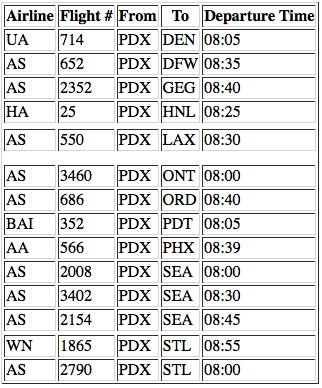 Airline Flight # From To Departure Time
UA 714 PDX DEN 08:05
AS 652 PDX DFW 08:35
AS 2352 PDX GEG 08:40
HA 25 PDX HNL 08:25
AS 550 PDX LAX 08:30
AS 3460 PDX ONT 08:00
AS 686 PDX ORD 08:40
BAI 352 PDX PDT 08:05
AA 566 PDX PHX 08:39
AS 2008 PDX SEA 08:00
AS 3402 PDX SEA 08:30
AS 2154 PDX SEA 08:45
WN 1865 PDX STL 08:55
AS 2790 PDX STL 08:00